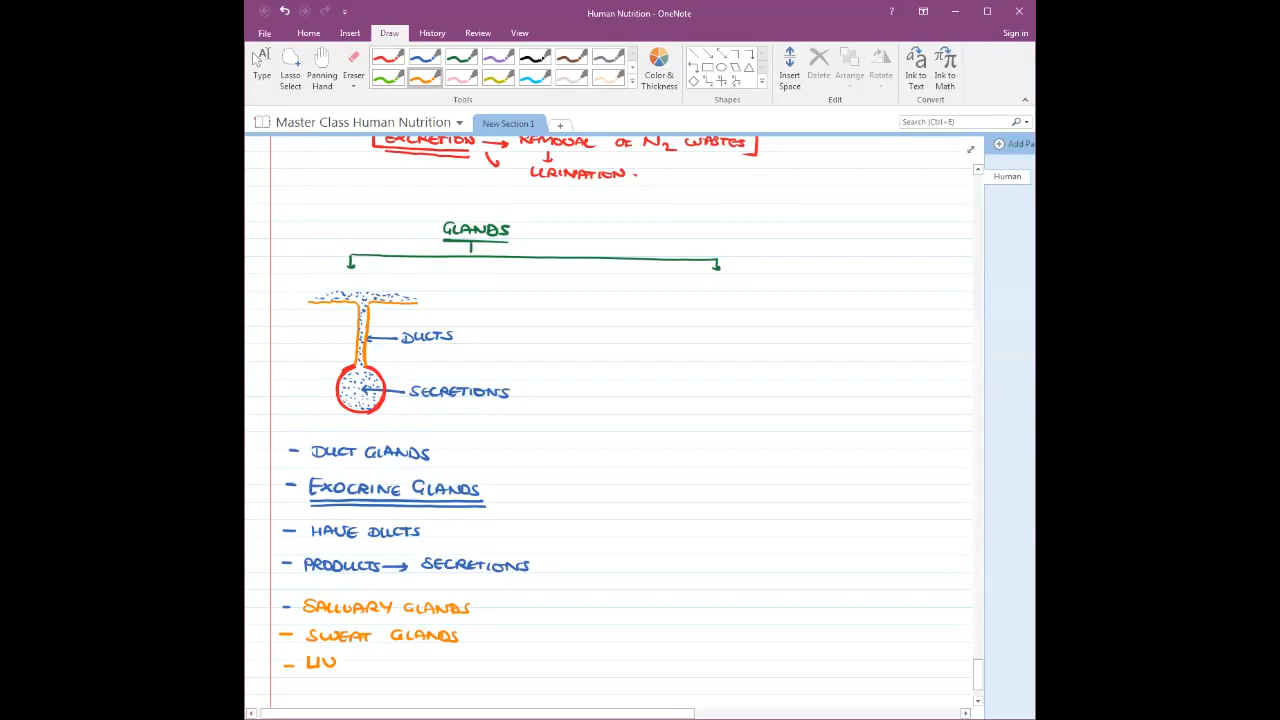 Human Nutrition - OneNote
File Home Insert Draw History Review View Sign in
Type Lasso Select Panning Hand Eraser Color & Thickness Insert Space Delete Arrange Rotate Ink to Text Ink to Math
Tools Shapes Edit Convert
Master Class Human Nutrition New Section 1 Search (Ctrl+E)
EXCRETION → REMOVAL OF N2 WASTES Add Pa
URINATION.
Human
GLANDS
DUCTS
SECRETIONS
- DUCT GLANDS
- EXOCRINE GLANDS
- HAVE DUCTS
- PRODUCTS → SECRETIONS
- SALIVARY GLANDS
- SWEAT GLANDS
- LIV